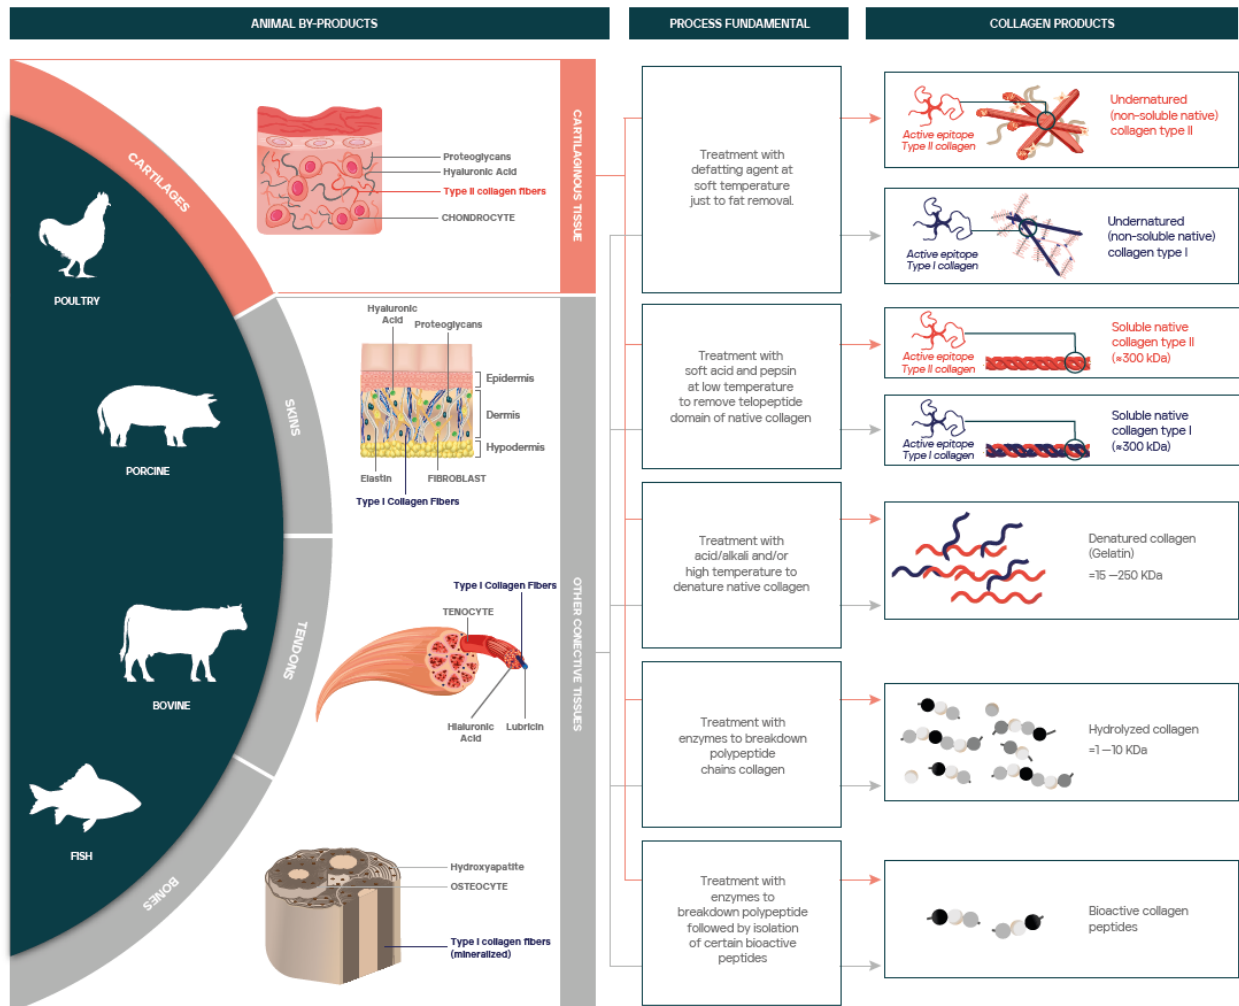 ANIMAL BY-PRODUCTS
PROCESS FUNDAMENTAL
COLLAGEN PRODUCTS
CARTILAGES
SKINS
TENDONS
BONES
POULTRY
PORCINE
BOVINE
FISH
Proteoglycans
Hyaluronic Acid
Type II collagen fibers
CHONDROCYTE
CARTILAGINOUS TISSUE
Hyaluronic
Acid
Proteoglycans
Epidermis
Dermis
Hypodermis
Elastin
FIBROBLAST
Type I Collagen Fibers
Type I Collagen Fibers
TENOCYTE
Hialuronic
Acid
Lubricin
Hydroxyapatite
OSTEOCYTE
Type I collagen fibers
(mineralized)
OTHER CONECTIVE TISSUES
Treatment with
defatting agent at
soft temperature
just to fat removal.
Treatment with
soft acid and pepsin
at low temperature
to remove telopeptide
domain of native collagen
Treatment with
acid/alkali and/or
high temperature to
denature native collagen
Treatment with
enzymes to breakdown
polypeptide
chains collagen
Treatment with
enzymes to
breakdown polypeptide
followed by isolation
of certain bioactive
peptides
Active epitope
Type II collagen
Undernatured
(non-soluble native)
collagen type II
Active epitope
Type I collagen
Undernatured
(non-soluble native)
collagen type I
Active epitope
Type II collagen
Soluble native
collagen type II
(≈300 kDa)
Active epitope
Type I collagen
Soluble native
collagen type I
(≈300 kDa)
Denatured collagen
(Gelatin)
=15 —250 KDa
Hydrolyzed collagen
=1 —10 KDa
Bioactive collagen
peptides